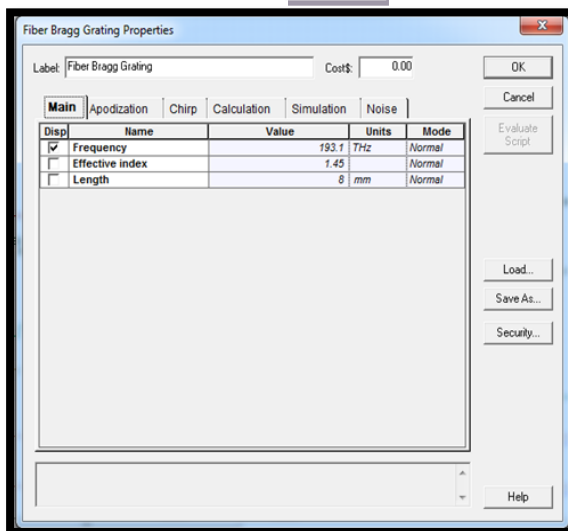 Fiber Bragg Grating Properties
Label: Fiber Bragg Grating Cost$: 0.00 OK
Main Apodization Chirp Calculation Simulation Noise Cancel
Disp Name Value Units Mode Evaluate Script
Frequency 193.1 THz Normal
Effective index 1.45 Normal
Length 8 mm Normal
Load...
Save As...
Security...
Help